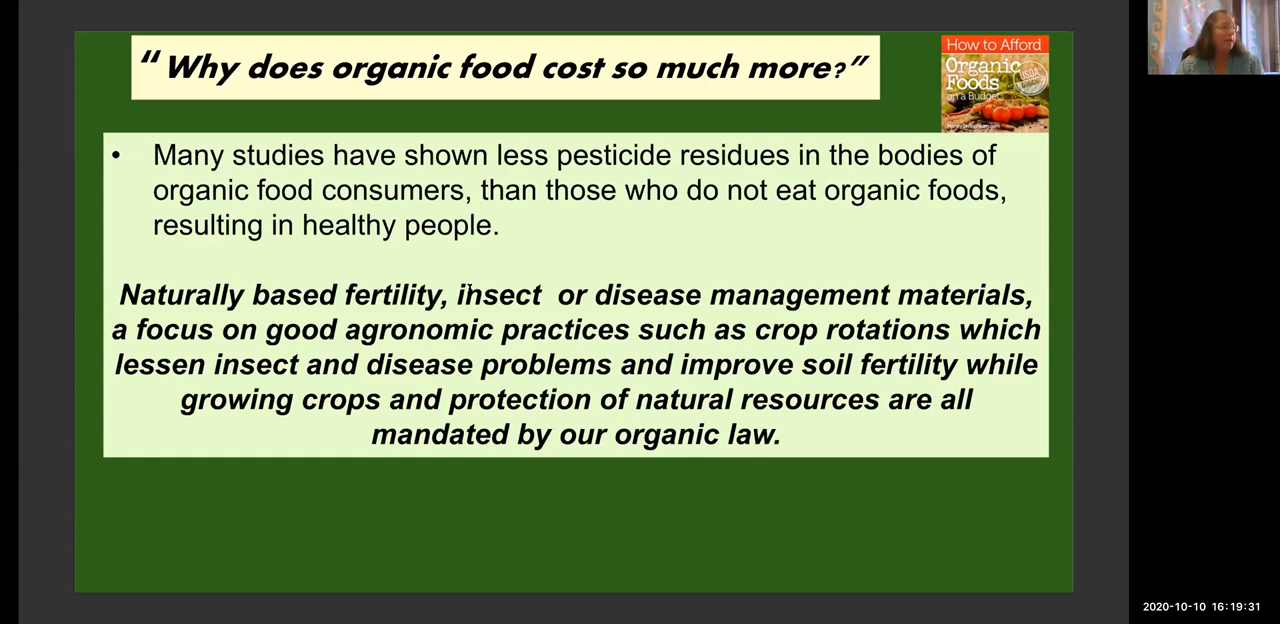 “Why does organic food cost so much more?”
How to Afford
Organic
Foods
on a Budget
USDA
• Many studies have shown less pesticide residues in the bodies of
organic food consumers, than those who do not eat organic foods,
resulting in healthy people.
Naturally based fertility, insect or disease management materials,
a focus on good agronomic practices such as crop rotations which
lessen insect and disease problems and improve soil fertility while
growing crops and protection of natural resources are all
mandated by our organic law.
2020-10-10 16:19:31